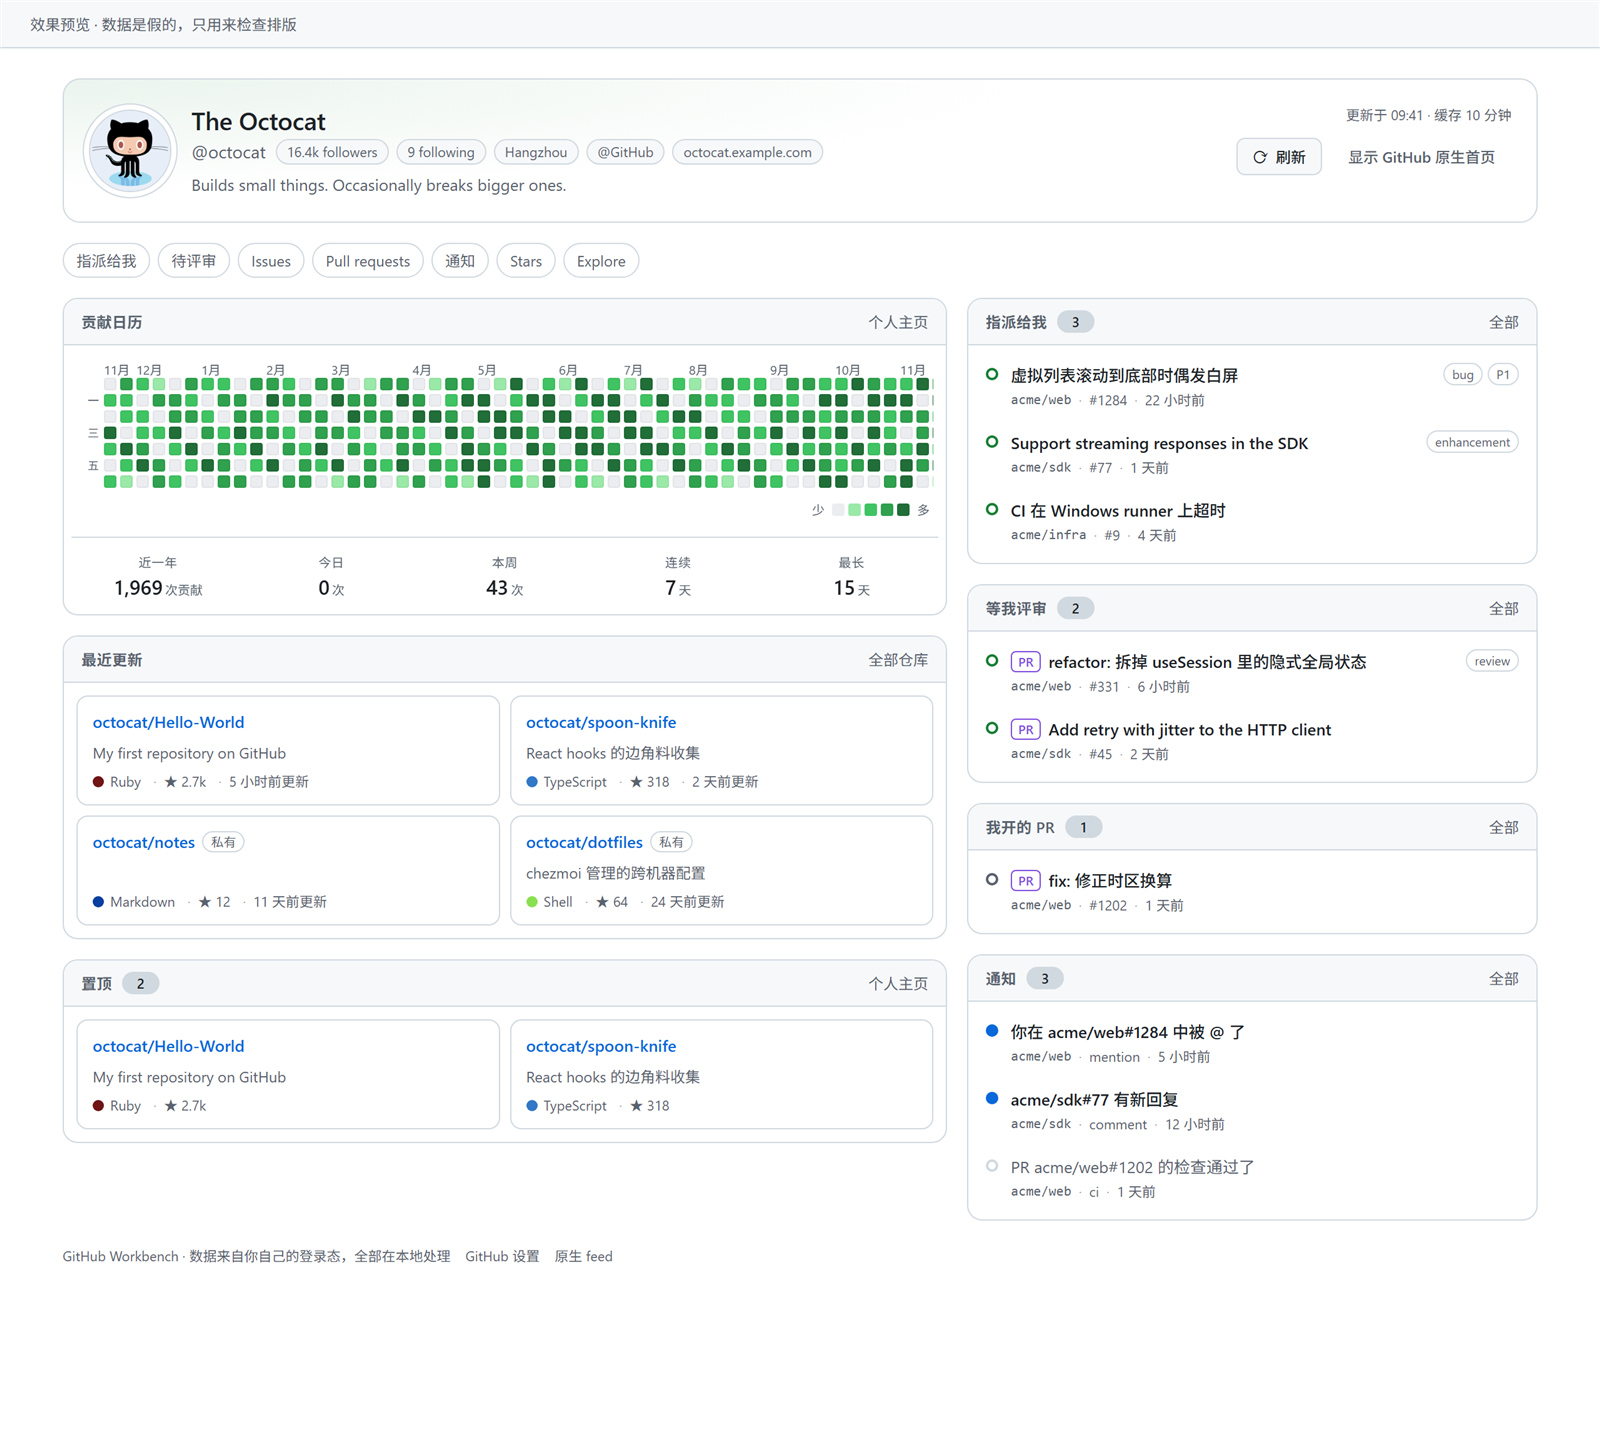 效果预览 · 数据是假的，只用来检查排版
The Octocat
@octocat 16.4k followers 9 following Hangzhou @GitHub octocat.example.com
Builds small things. Occasionally breaks bigger ones.
更新于 09:41 · 缓存 10 分钟
刷新 显示 GitHub 原生首页
指派给我 待评审 Issues Pull requests 通知 Stars Explore
贡献日历 个人主页
11月 12月 1月 2月 3月 4月 5月 6月 7月 8月 9月 10月 11月
一
三
五
少 多
近一年 今日 本周 连续 最长
1,969 次贡献 0 次 43 次 7 天 15 天
最近更新 全部仓库
octocat/Hello-World
My first repository on GitHub
Ruby · ★ 2.7k · 5 小时前更新
octocat/spoon-knife
React hooks 的边角料收集
TypeScript · ★ 318 · 2 天前更新
octocat/notes 私有
Markdown · ★ 12 · 11 天前更新
octocat/dotfiles 私有
chezmoi 管理的跨机器配置
Shell · ★ 64 · 24 天前更新
置顶 2 个人主页
octocat/Hello-World
My first repository on GitHub
Ruby · ★ 2.7k
octocat/spoon-knife
React hooks 的边角料收集
TypeScript · ★ 318
指派给我 3 全部
虚拟列表滚动到底部时偶发白屏 bug P1
acme/web · #1284 · 22 小时前
Support streaming responses in the SDK enhancement
acme/sdk · #77 · 1 天前
CI 在 Windows runner 上超时
acme/infra · #9 · 4 天前
等我评审 2 全部
PR refactor: 拆掉 useSession 里的隐式全局状态 review
acme/web · #331 · 6 小时前
PR Add retry with jitter to the HTTP client
acme/sdk · #45 · 2 天前
我开的 PR 1 全部
PR fix: 修正时区换算
acme/web · #1202 · 1 天前
通知 3 全部
你在 acme/web#1284 中被 @ 了
acme/web · mention · 5 小时前
acme/sdk#77 有新回复
acme/sdk · comment · 12 小时前
PR acme/web#1202 的检查通过了
acme/web · ci · 1 天前
GitHub Workbench · 数据来自你自己的登录态，全部在本地处理 GitHub 设置 原生 feed